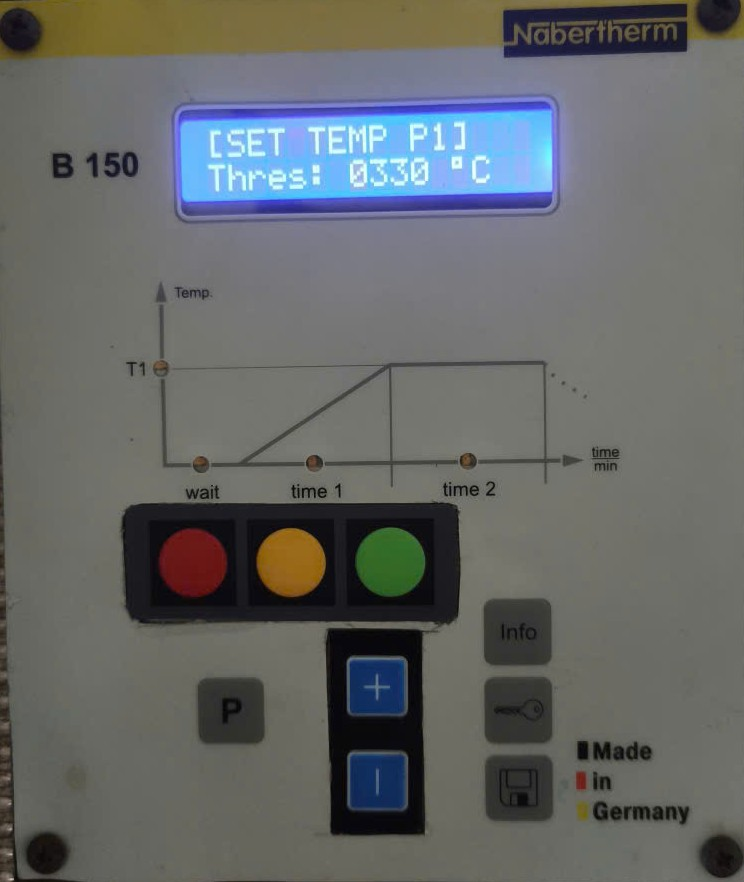 Nabertherm
B 150
[SET TEMP P1]
Thres: 0330 °C
Temp.
T1
time
min
wait
time 1
time 2
Info
P
Made
in
Germany